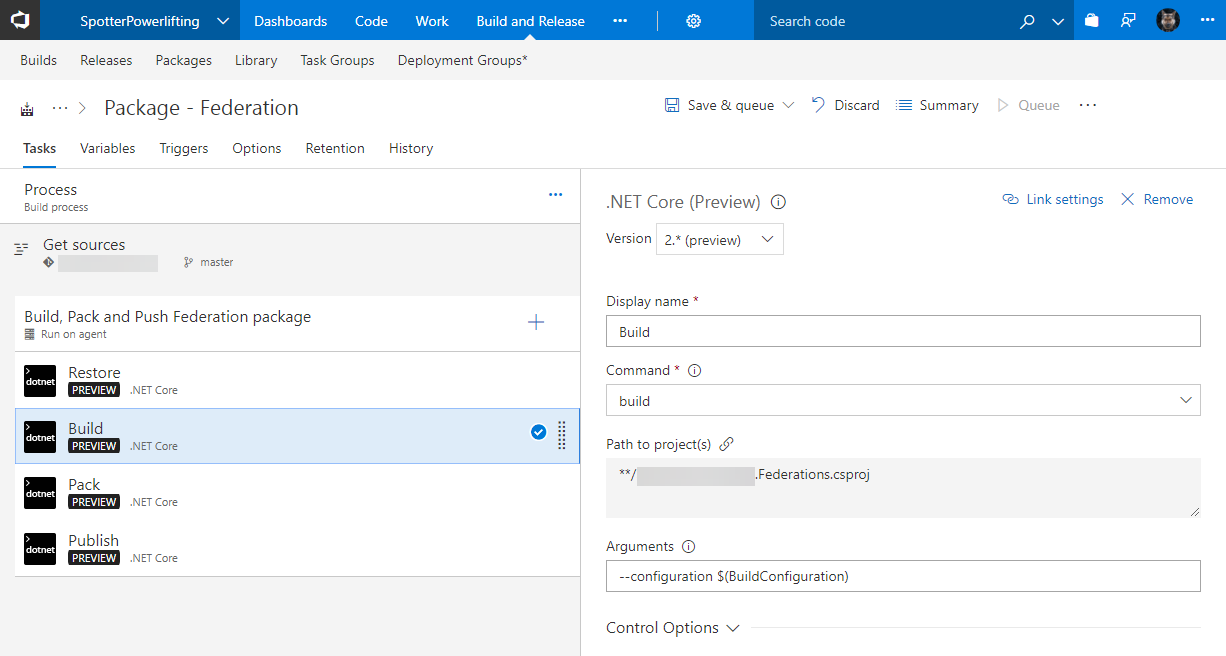 SpotterPowerlifting Dashboards Code Work Build and Release Search code
Builds Releases Packages Library Task Groups Deployment Groups*
Package - Federation Save & queue Discard Summary Queue
Tasks Variables Triggers Options Retention History
Process
Build process
Get sources
master
Build, Pack and Push Federation package
Run on agent
dotnet
Restore
PREVIEW .NET Core
dotnet
Build
PREVIEW .NET Core
dotnet
Pack
PREVIEW .NET Core
dotnet
Publish
PREVIEW .NET Core
.NET Core (Preview) Link settings Remove
Version 2.* (preview)
Display name *
Build
Command *
build
Path to project(s)
**/ .Federations.csproj
Arguments
--configuration $(BuildConfiguration)
Control Options